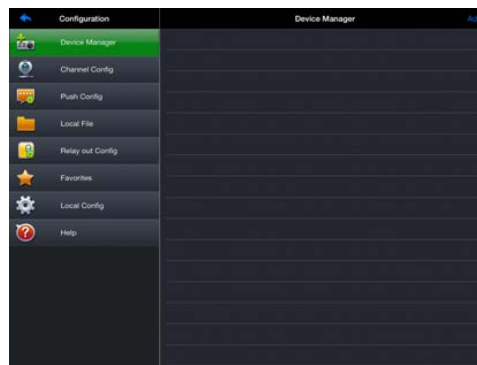 Configuration
Device Manager
Device Manager
Channel Config
Push Config
Local File
Relay out Config
Favorites
Local Config
Help